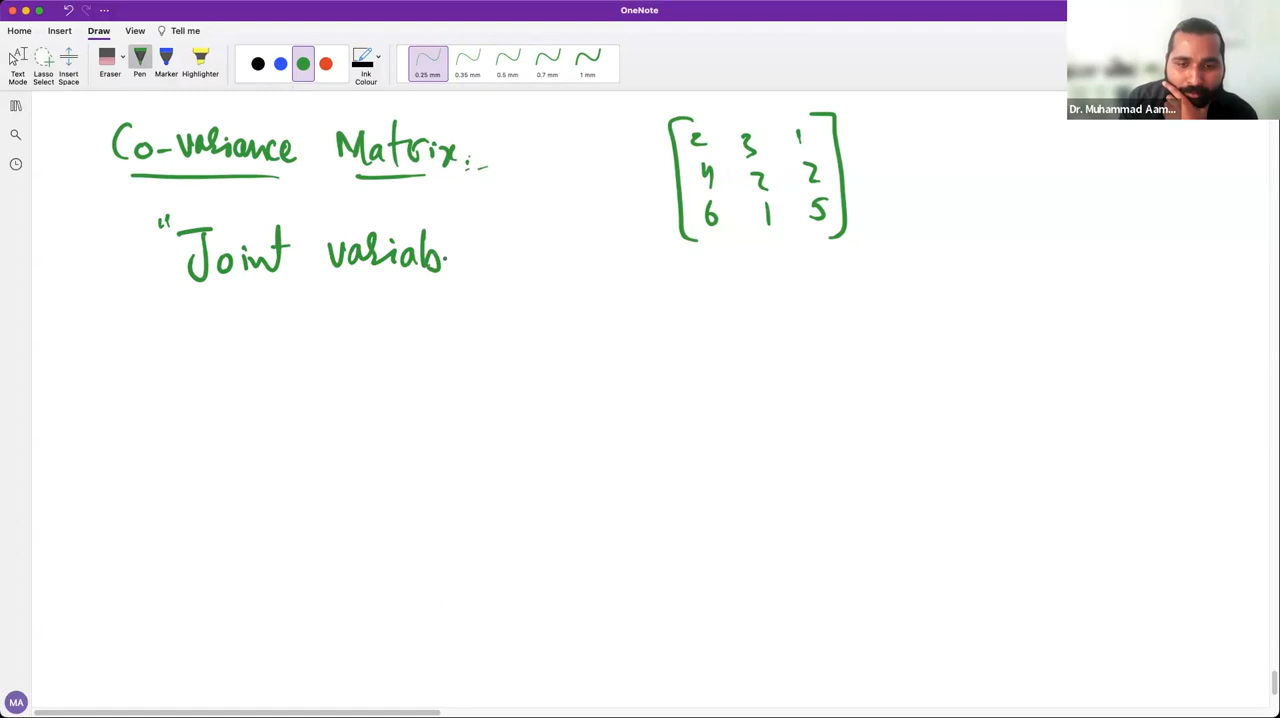 OneNote
Home Insert Draw View Tell me
Text Mode
Lasso Select
Insert Space
Eraser
Pen
Marker
Highlighter
Ink Colour
0.25 mm
0.35 mm
0.5 mm
0.7 mm
1 mm
Dr. Muhammad Aam...
Co-variance Matrix:-
2 3 1
4 2 2
6 1 5
"Joint variab
MA